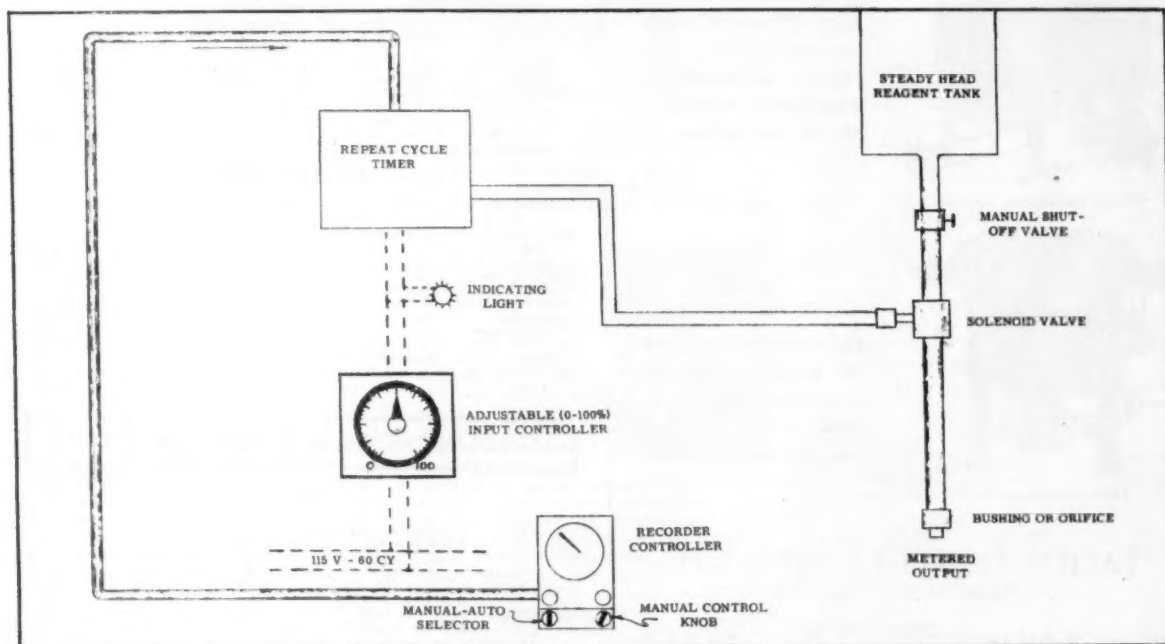 STEADY HEAD
REAGENT TANK
REPEAT CYCLE
TIMER
MANUAL SHUT-
OFF VALVE
INDICATING
LIGHT
SOLENOID VALVE
ADJUSTABLE (0-100%)
INPUT CONTROLLER
0 100
RECORDER
CONTROLLER
BUSHING OR ORIFICE
115 V - 60 CY
METERED
OUTPUT
MANUAL-AUTO
SELECTOR
MANUAL CONTROL
KNOB